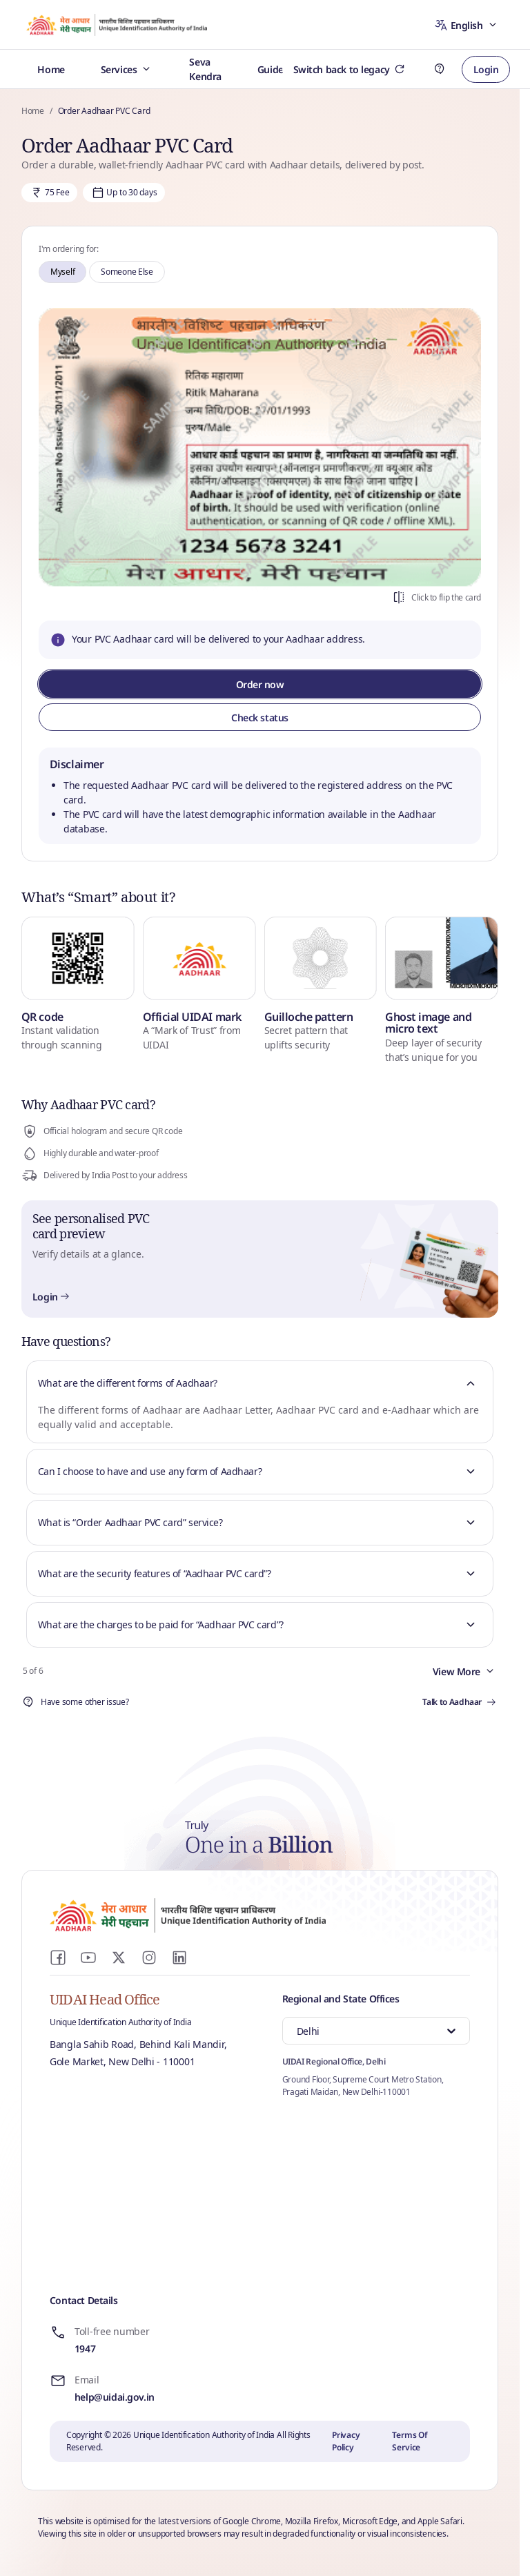 मेरा आधार
मेरी पहचान
AADHAAR
भारतीय विशिष्ट पहचान प्राधिकरण
Unique Identification Authority of India
English
Home
Services
Seva
Kendra
Guide
Switch back to legacy
Login
Home / Order Aadhaar PVC Card
Order Aadhaar PVC Card
Order a durable, wallet-friendly Aadhaar PVC card with Aadhaar details, delivered by post.
₹ 75 Fee
Up to 30 days
I'm ordering for:
Myself
Someone Else
भारतीय विशिष्ट पहचान प्राधिकरण
Unique Identification Authority of India
AADHAAR
SAMPLE
Aadhaar No Issued: 30/11/2011
रितिक महाराणा
Ritik Maharana
जन्म तिथि/DOB: 27/01/1993
पुरुष/Male
आधार पहचान का प्रमाण है, नागरिकता या जन्मतिथि का नहीं।
Aadhaar is proof of identity, not of citizenship or date of birth. It should be used with verification (online
authentication, or scanning of QR code / offline XML).
1234 5678 3241
मेरा आधार, मेरी पहचान
Click to flip the card
Your PVC Aadhaar card will be delivered to your Aadhaar address.
Order now
Check status
Disclaimer
• The requested Aadhaar PVC card will be delivered to the registered address on the PVC
card.
• The PVC card will have the latest demographic information available in the Aadhaar
database.
What's “Smart” about it?
AADHAAR
QR code
Instant validation
through scanning
Official UIDAI mark
A “Mark of Trust” from
UIDAI
Guilloche pattern
Secret pattern that
uplifts security
Ghost image and
micro text
Deep layer of security
that's unique for you
Why Aadhaar PVC card?
Official hologram and secure QR code
Highly durable and water-proof
Delivered by India Post to your address
See personalised PVC
card preview
Verify details at a glance.
Login
Have questions?
What are the different forms of Aadhaar?
The different forms of Aadhaar are Aadhaar Letter, Aadhaar PVC card and e-Aadhaar which are
equally valid and acceptable.
Can I choose to have and use any form of Aadhaar?
What is “Order Aadhaar PVC card” service?
What are the security features of “Aadhaar PVC card”?
What are the charges to be paid for “Aadhaar PVC card”?
5 of 6
View More
Have some other issue?
Talk to Aadhaar
Truly
One in a Billion
मेरा आधार
मेरी पहचान
AADHAAR
भारतीय विशिष्ट पहचान प्राधिकरण
Unique Identification Authority of India
UIDAI Head Office
Unique Identification Authority of India
Bangla Sahib Road, Behind Kali Mandir,
Gole Market, New Delhi - 110001
Regional and State Offices
Delhi
UIDAI Regional Office, Delhi
Ground Floor, Supreme Court Metro Station,
Pragati Maidan, New Delhi-110001
Contact Details
Toll-free number
1947
Email
help@uidai.gov.in
Copyright © 2026 Unique Identification Authority of India All Rights
Reserved.
Privacy
Policy
Terms Of
Service
This website is optimised for the latest versions of Google Chrome, Mozilla Firefox, Microsoft Edge, and Apple Safari.
Viewing this site in older or unsupported browsers may result in degraded functionality or visual inconsistencies.